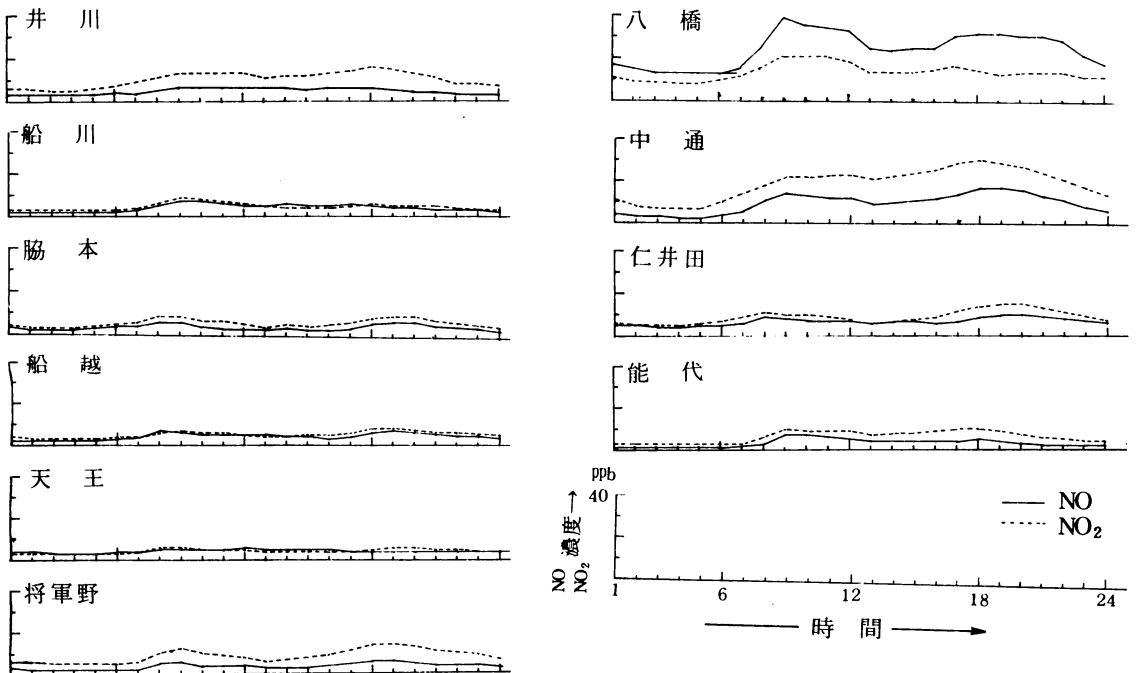 井川
船川
脇本
船越
天王
将軍野
八橋
中通
仁井田
能代
ppb
40
NO
NO₂
濃度→
NO
NO₂
1 6 12 18 24
時間